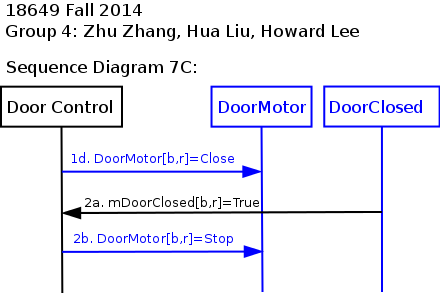 18649 Fall 2014
Group 4: Zhu Zhang, Hua Liu, Howard Lee
Sequence Diagram 7C:
Door Control
DoorMotor
DoorClosed
1d. DoorMotor[b,r]=Close
2a. mDoorClosed[b,r]=True
2b. DoorMotor[b,r]=Stop